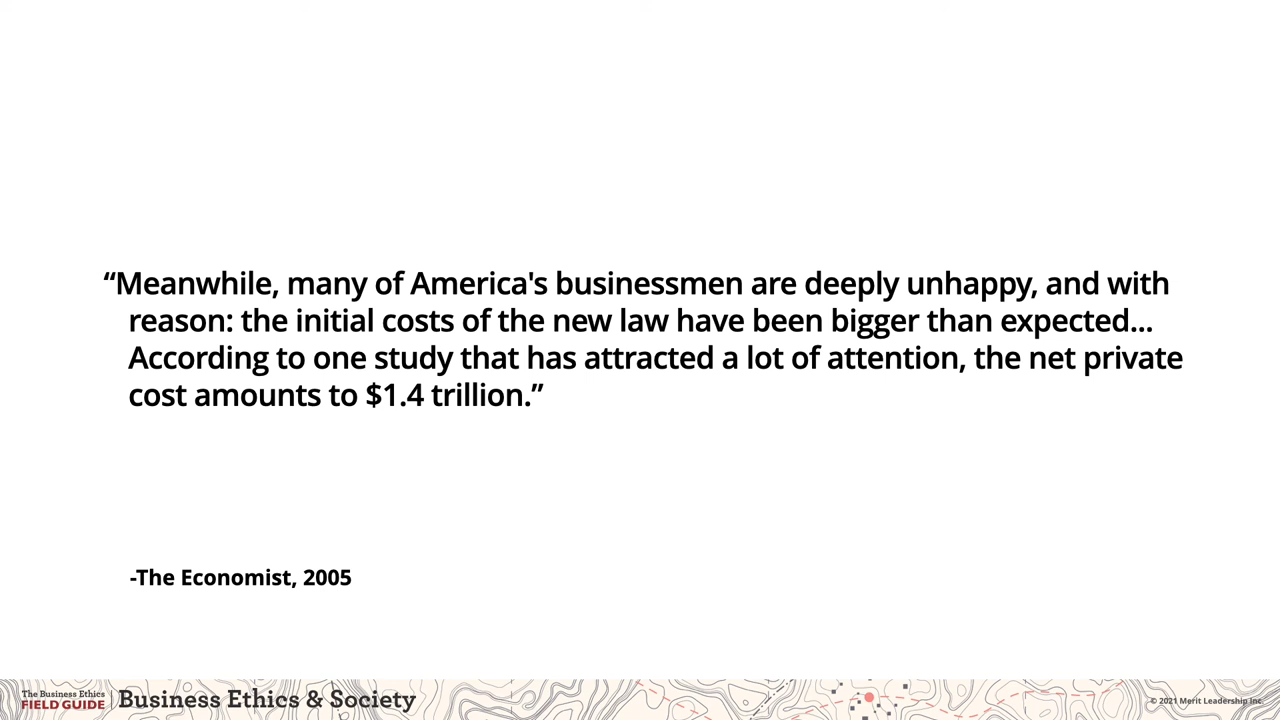 “Meanwhile, many of America's businessmen are deeply unhappy, and with
reason: the initial costs of the new law have been bigger than expected...
According to one study that has attracted a lot of attention, the net private
cost amounts to $1.4 trillion.”
-The Economist, 2005
The Business Ethics
FIELD GUIDE
Business Ethics & Society
© 2021 Merit Leadership Inc.